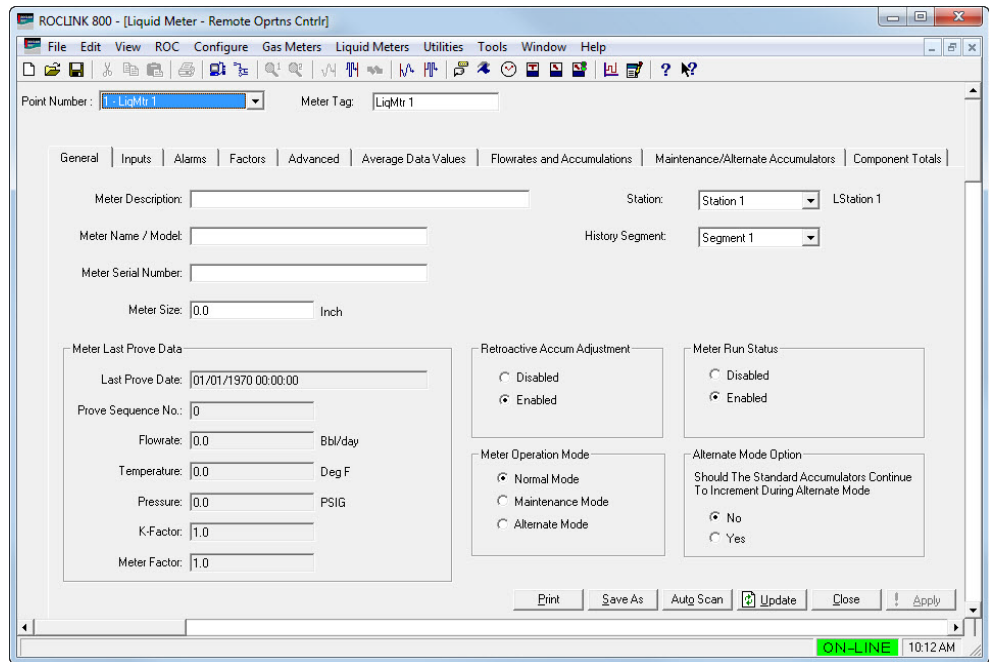 ROCLINK 800 - [Liquid Meter - Remote Oprtns Cntrlr]
File Edit View ROC Configure Gas Meters Liquid Meters Utilities Tools Window Help
Point Number : 1 - LiqMtr 1 Meter Tag: LiqMtr 1
General Inputs Alarms Factors Advanced Average Data Values Flowrates and Accumulations Maintenance/Alternate Accumulators Component Totals
Meter Description: Station: Station 1 LStation 1
Meter Name / Model: History Segment: Segment 1
Meter Serial Number:
Meter Size: 0.0 Inch
Meter Last Prove Data
Last Prove Date: 01/01/1970 00:00:00
Prove Sequence No.: 0
Flowrate: 0.0 Bbl/day
Temperature: 0.0 Deg F
Pressure: 0.0 PSIG
K-Factor: 1.0
Meter Factor: 1.0
Retroactive Accum Adjustment
Disabled
Enabled
Meter Run Status
Disabled
Enabled
Meter Operation Mode
Normal Mode
Maintenance Mode
Alternate Mode
Alternate Mode Option
Should The Standard Accumulators Continue
To Increment During Alternate Mode
No
Yes
Print Save As Auto Scan Update Close ! Apply
ON-LINE 10:12 AM